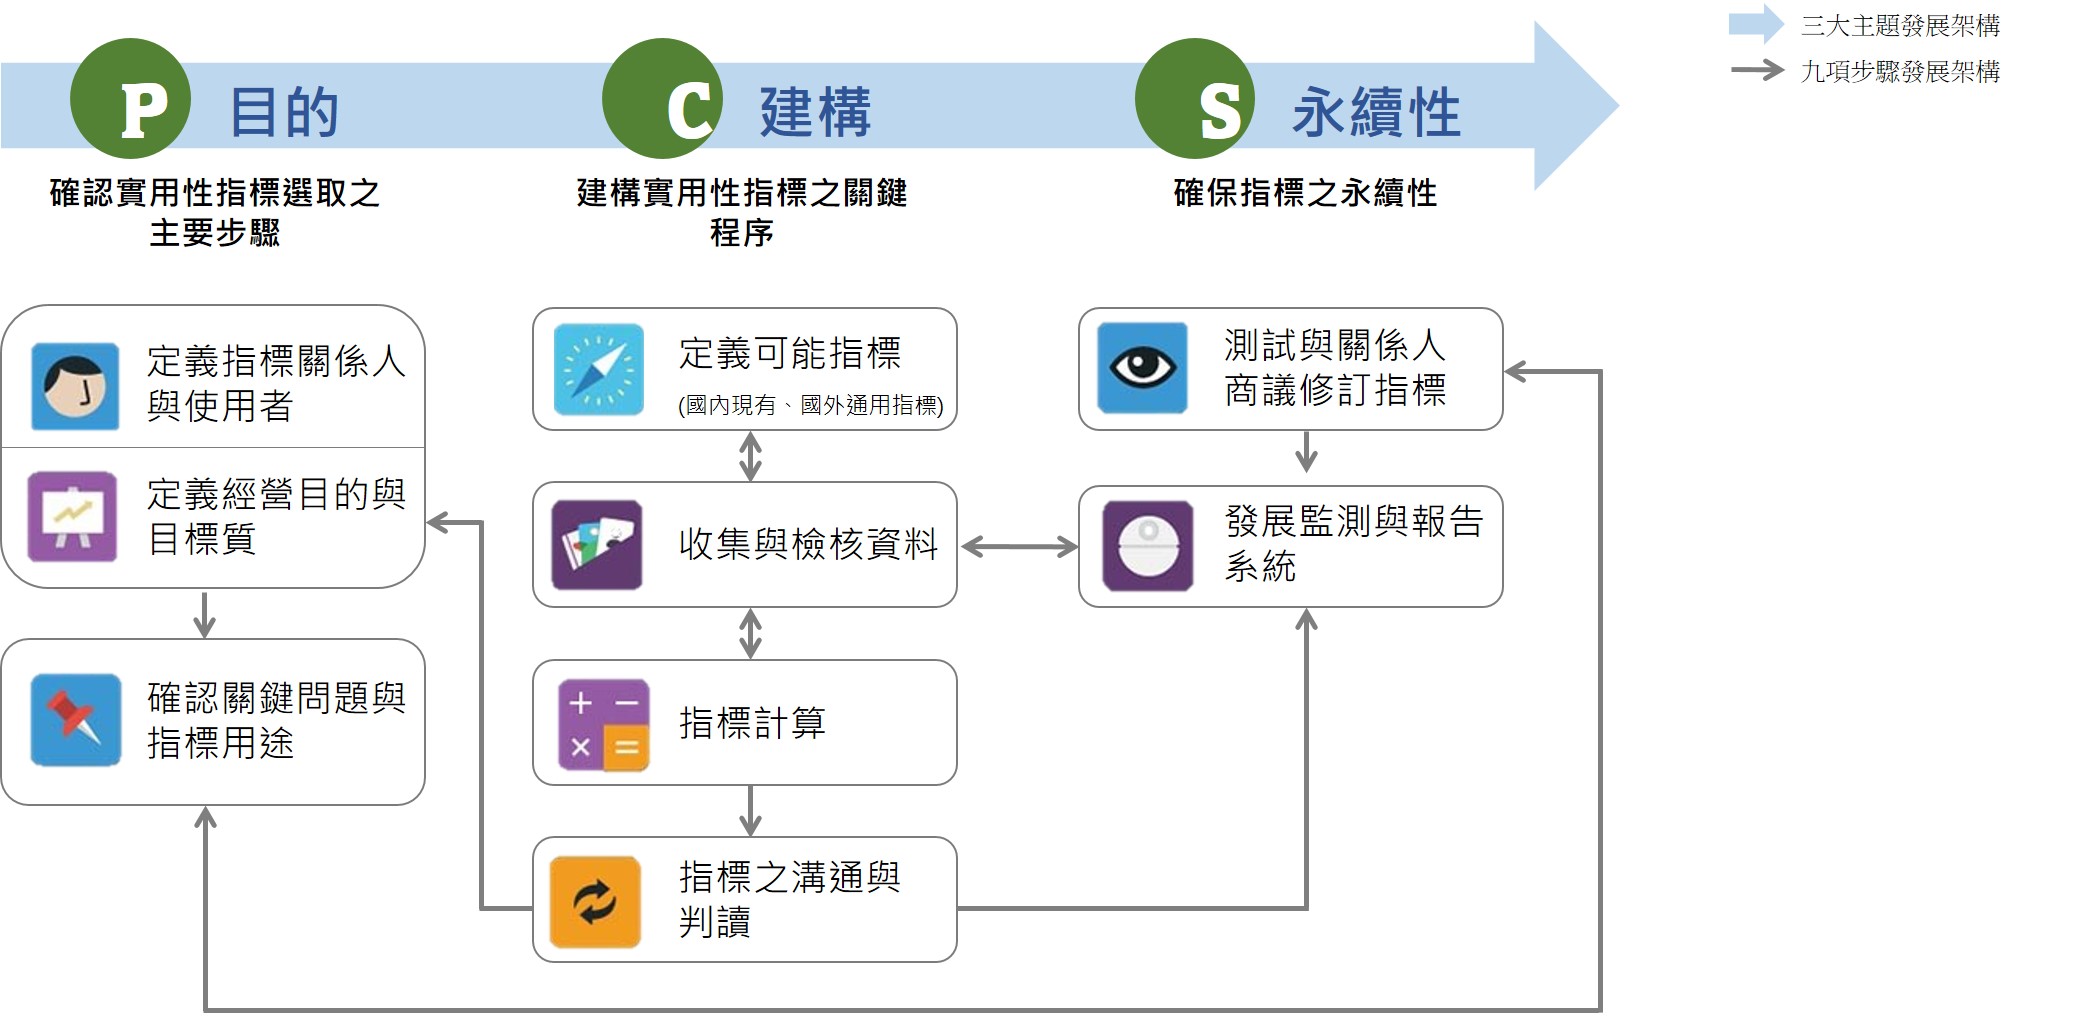 P 目的
C 建構
S 永續性
三大主題發展架構
九項步驟發展架構
確認實用性指標選取之
主要步驟
建構實用性指標之關鍵
程序
確保指標之永續性
定義指標關係人
與使用者
定義經營目的與
目標質
確認關鍵問題與
指標用途
定義可能指標
(國內現有、國外通用指標)
收集與檢核資料
指標計算
指標之溝通與
判讀
測試與關係人
商議修訂指標
發展監測與報告
系統